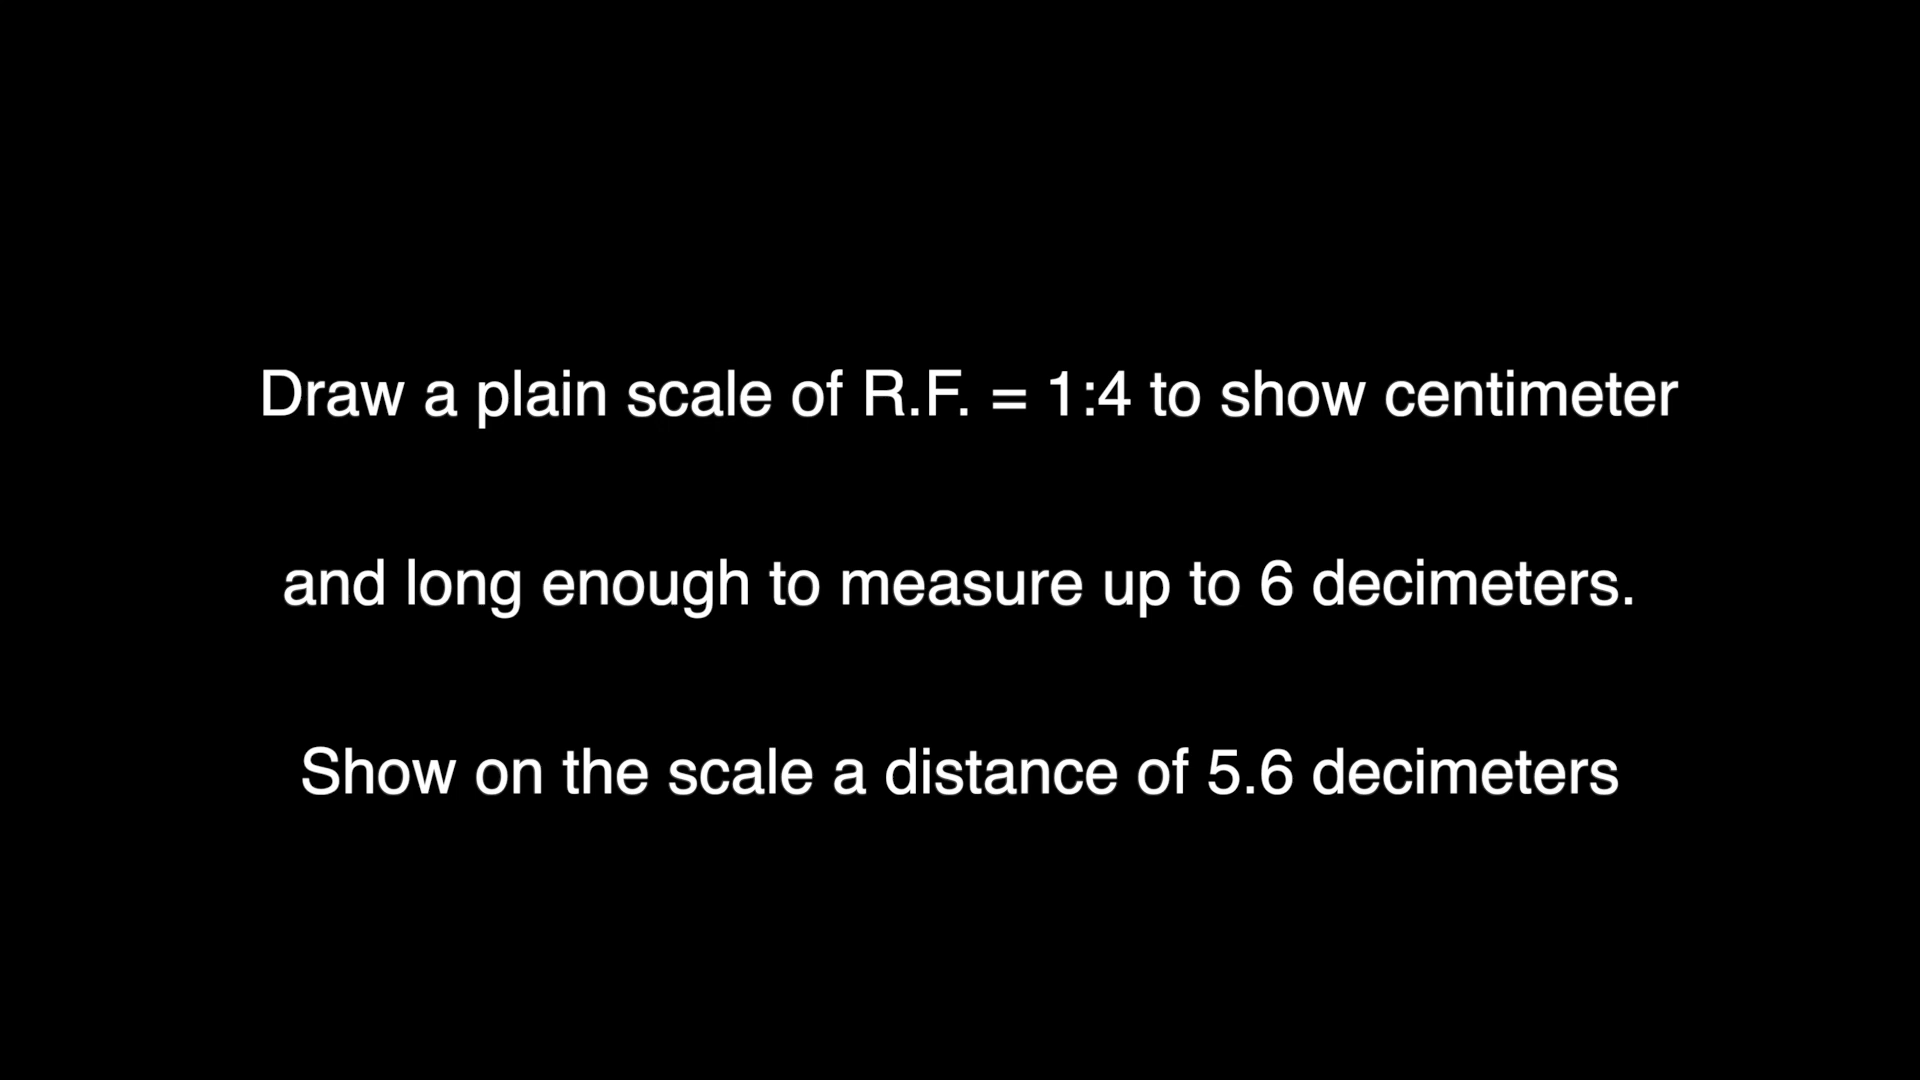 Draw a plain scale of R.F. = 1:4 to show centimeter
and long enough to measure up to 6 decimeters.
Show on the scale a distance of 5.6 decimeters